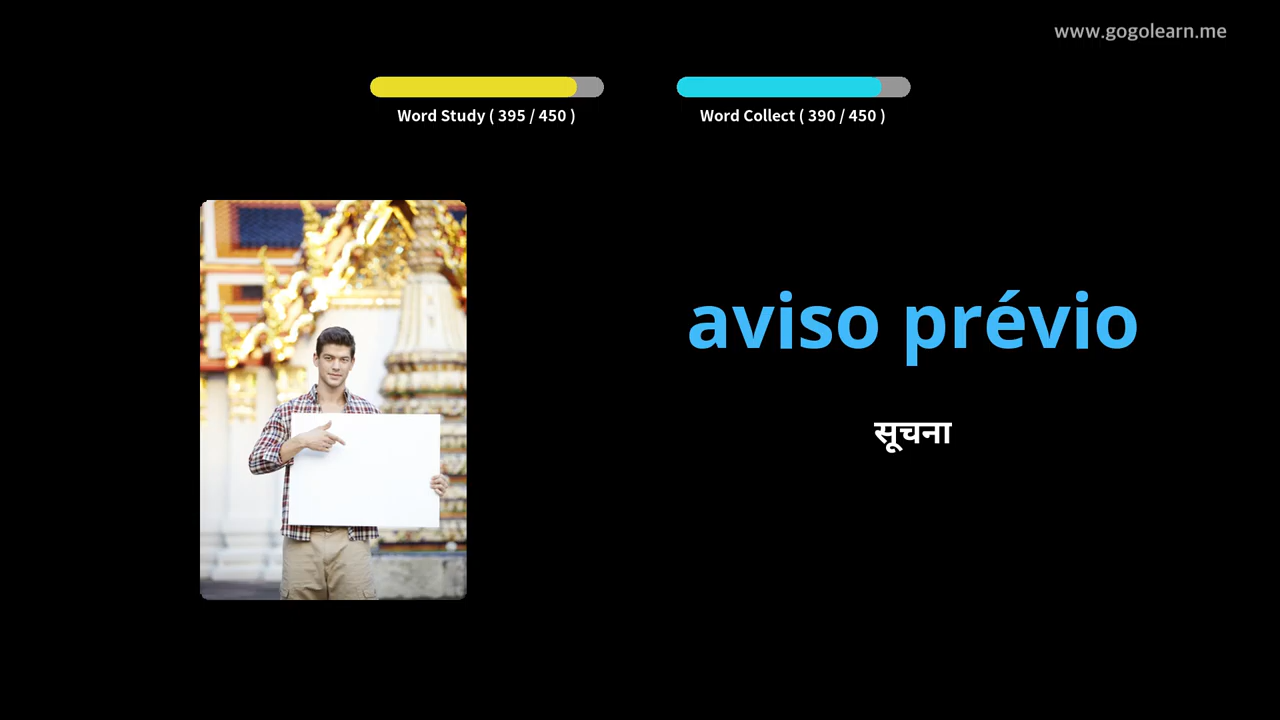 www.gogolearn.me
Word Study ( 395 / 450 )
Word Collect ( 390 / 450 )
aviso prévio
सूचना